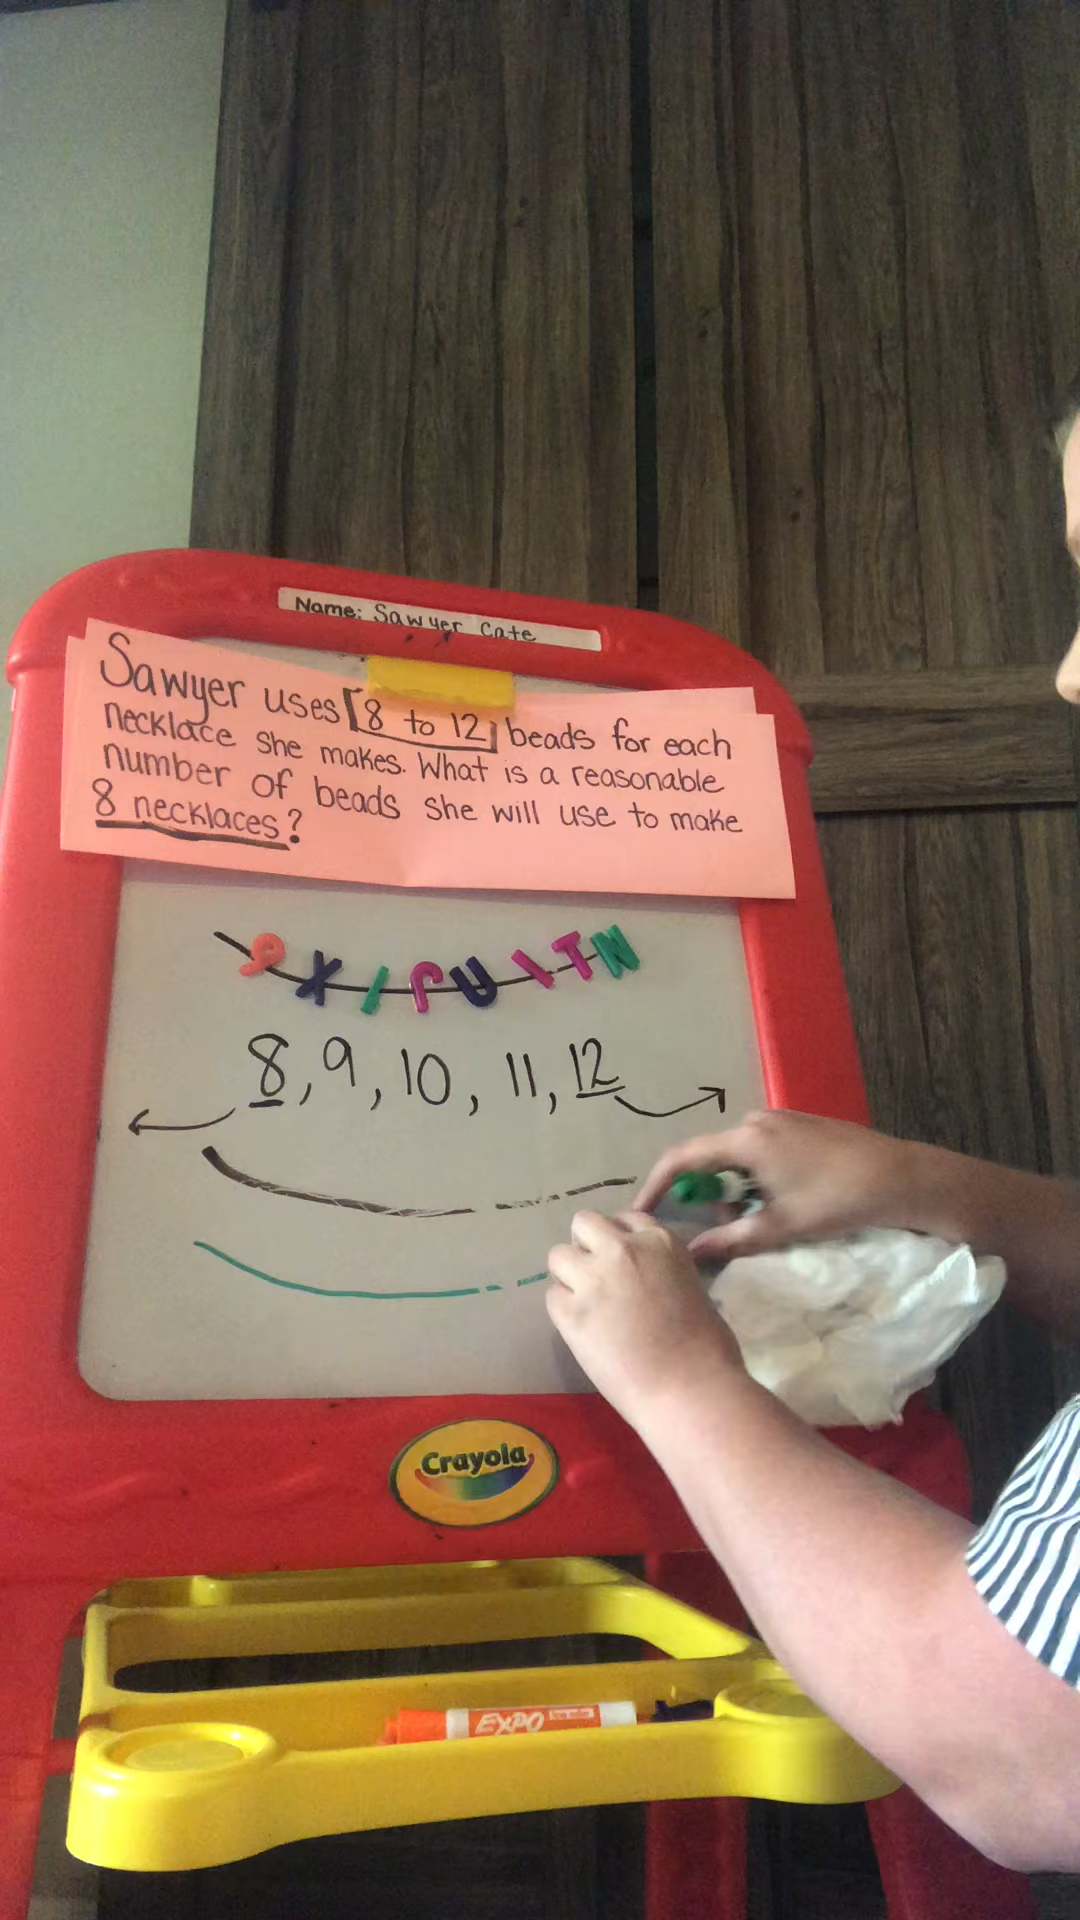 Name: Sawyer Cate
Sawyer uses [8 to 12] beads for each
necklace she makes. What is a reasonable
number of beads she will use to make
8 necklaces?
8, 9, 10, 11, 12
Crayola
EXPO